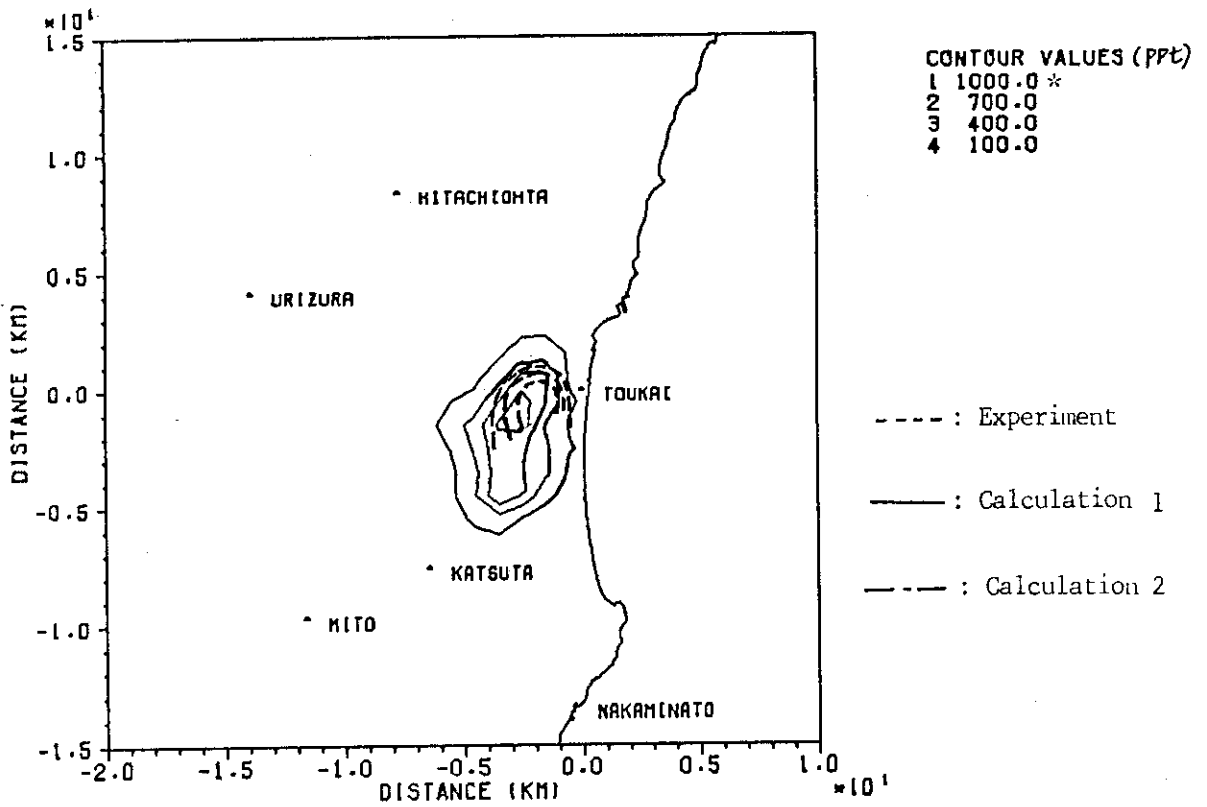 *10¹
1.5
1.0
0.5
0.0
-0.5
-1.0
-1.5
DISTANCE (KM)
HITACHIOHTA
URIZURA
TOUKAI
KATSUTA
MITO
NAKAMINATO
-2.0 -1.5 -1.0 -0.5 0.0 0.5 1.0
*10¹
DISTANCE (KM)
CONTOUR VALUES (ppt)
1 1000.0 *
2 700.0
3 400.0
4 100.0
-----: Experiment
———: Calculation 1
—-—-—: Calculation 2